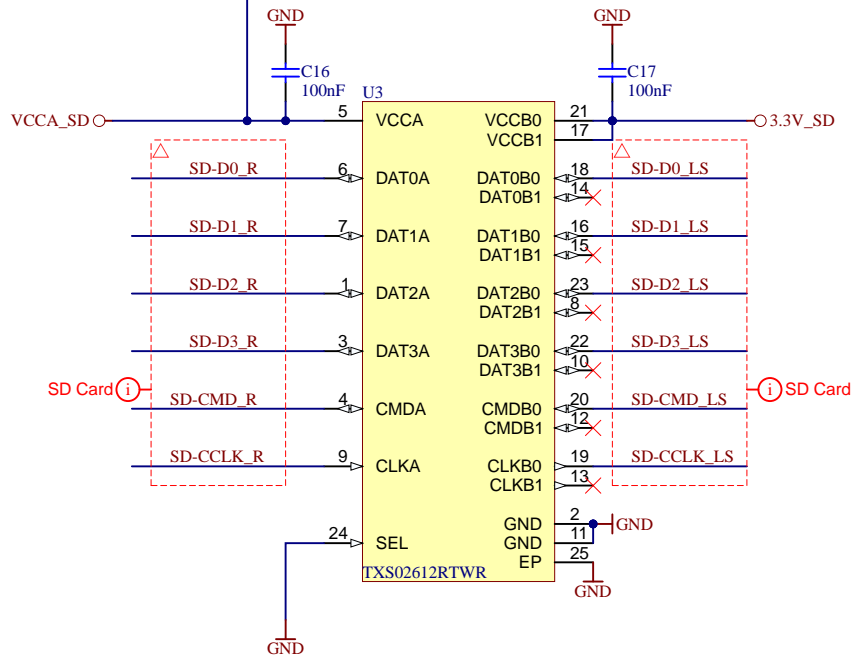 GND
GND
C16
100nF
C17
100nF
U3
VCCA_SD
5
VCCA
VCCB0
21
3.3V_SD
VCCB1
17
SD-D0_R
6
DAT0A
DAT0B0
18
SD-D0_LS
DAT0B1
14
SD-D1_R
7
DAT1A
DAT1B0
16
SD-D1_LS
DAT1B1
15
SD-D2_R
1
DAT2A
DAT2B0
23
SD-D2_LS
DAT2B1
8
SD-D3_R
3
DAT3A
DAT3B0
22
SD-D3_LS
DAT3B1
10
SD Card
i
i
SD Card
SD-CMD_R
4
CMDA
CMDB0
20
SD-CMD_LS
CMDB1
12
SD-CCLK_R
9
CLKA
CLKB0
19
SD-CCLK_LS
CLKB1
13
GND
2
GND
24
SEL
GND
11
EP
25
TXS02612RTWR
GND
GND